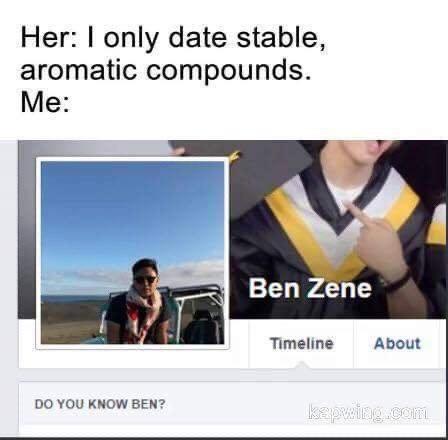 Her: I only date stable,
aromatic compounds.
Me:
Ben Zene
Timeline About
DO YOU KNOW BEN?
kapwing.com